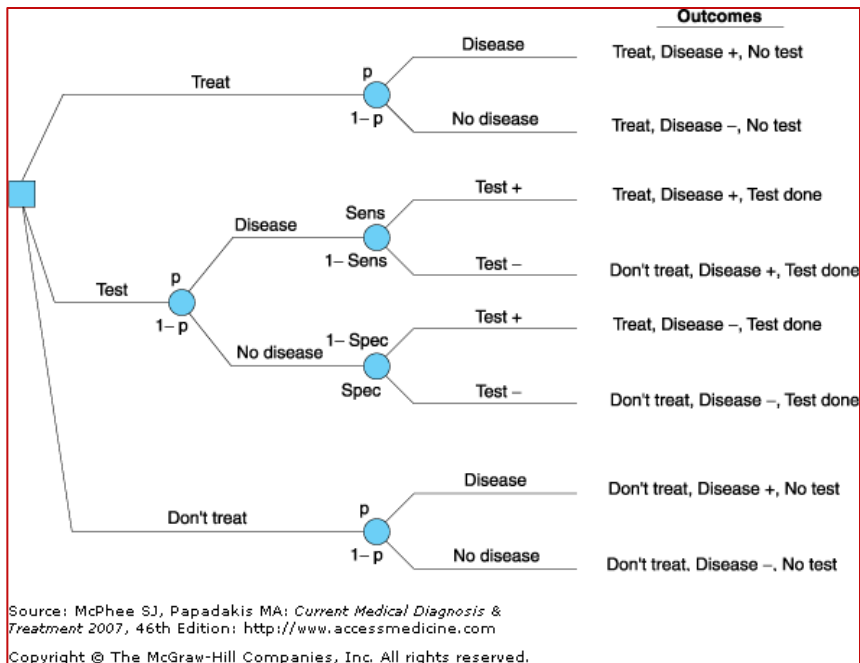 Outcomes
Disease
Treat, Disease +, No test
Treat
p
1– p
No disease
Treat, Disease –, No test
Test +
Treat, Disease +, Test done
Disease
Sens
1– Sens
Test –
Don't treat, Disease +, Test done
Test
p
1– p
Test +
Treat, Disease –, Test done
No disease
1– Spec
Spec
Test –
Don't treat, Disease –, Test done
Disease
Don't treat, Disease +, No test
Don't treat
p
1– p
No disease
Don't treat, Disease –, No test
Source: McPhee SJ, Papadakis MA: Current Medical Diagnosis &
Treatment 2007, 46th Edition: http://www.accessmedicine.com
Copyright © The McGraw-Hill Companies, Inc. All rights reserved.